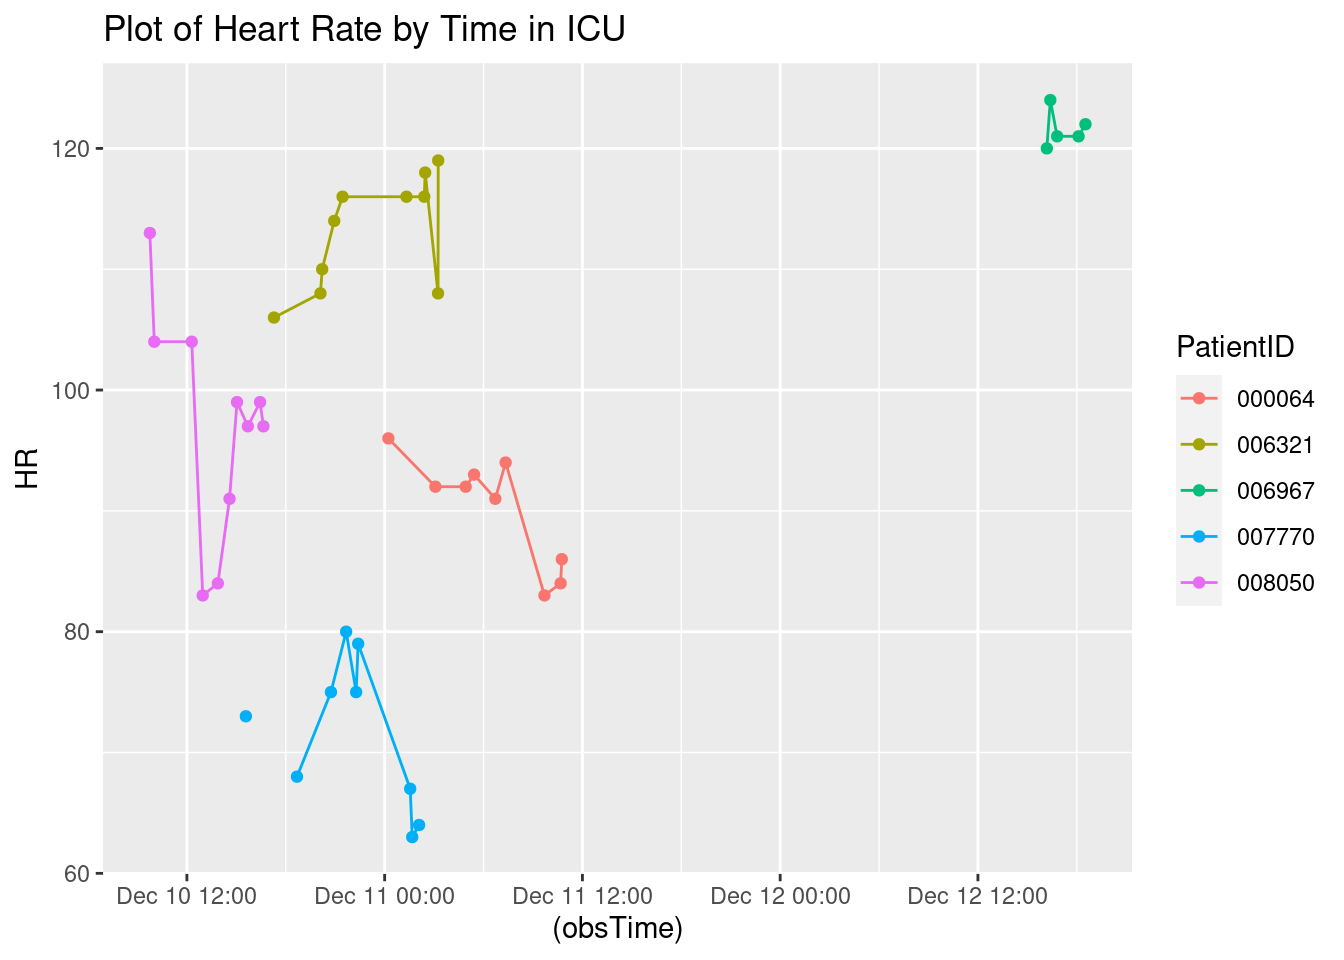 Plot of Heart Rate by Time in ICU
120
100
80
60
HR
Dec 10 12:00 Dec 11 00:00 Dec 11 12:00 Dec 12 00:00 Dec 12 12:00
(obsTime)
PatientID
000064
006321
006967
007770
008050